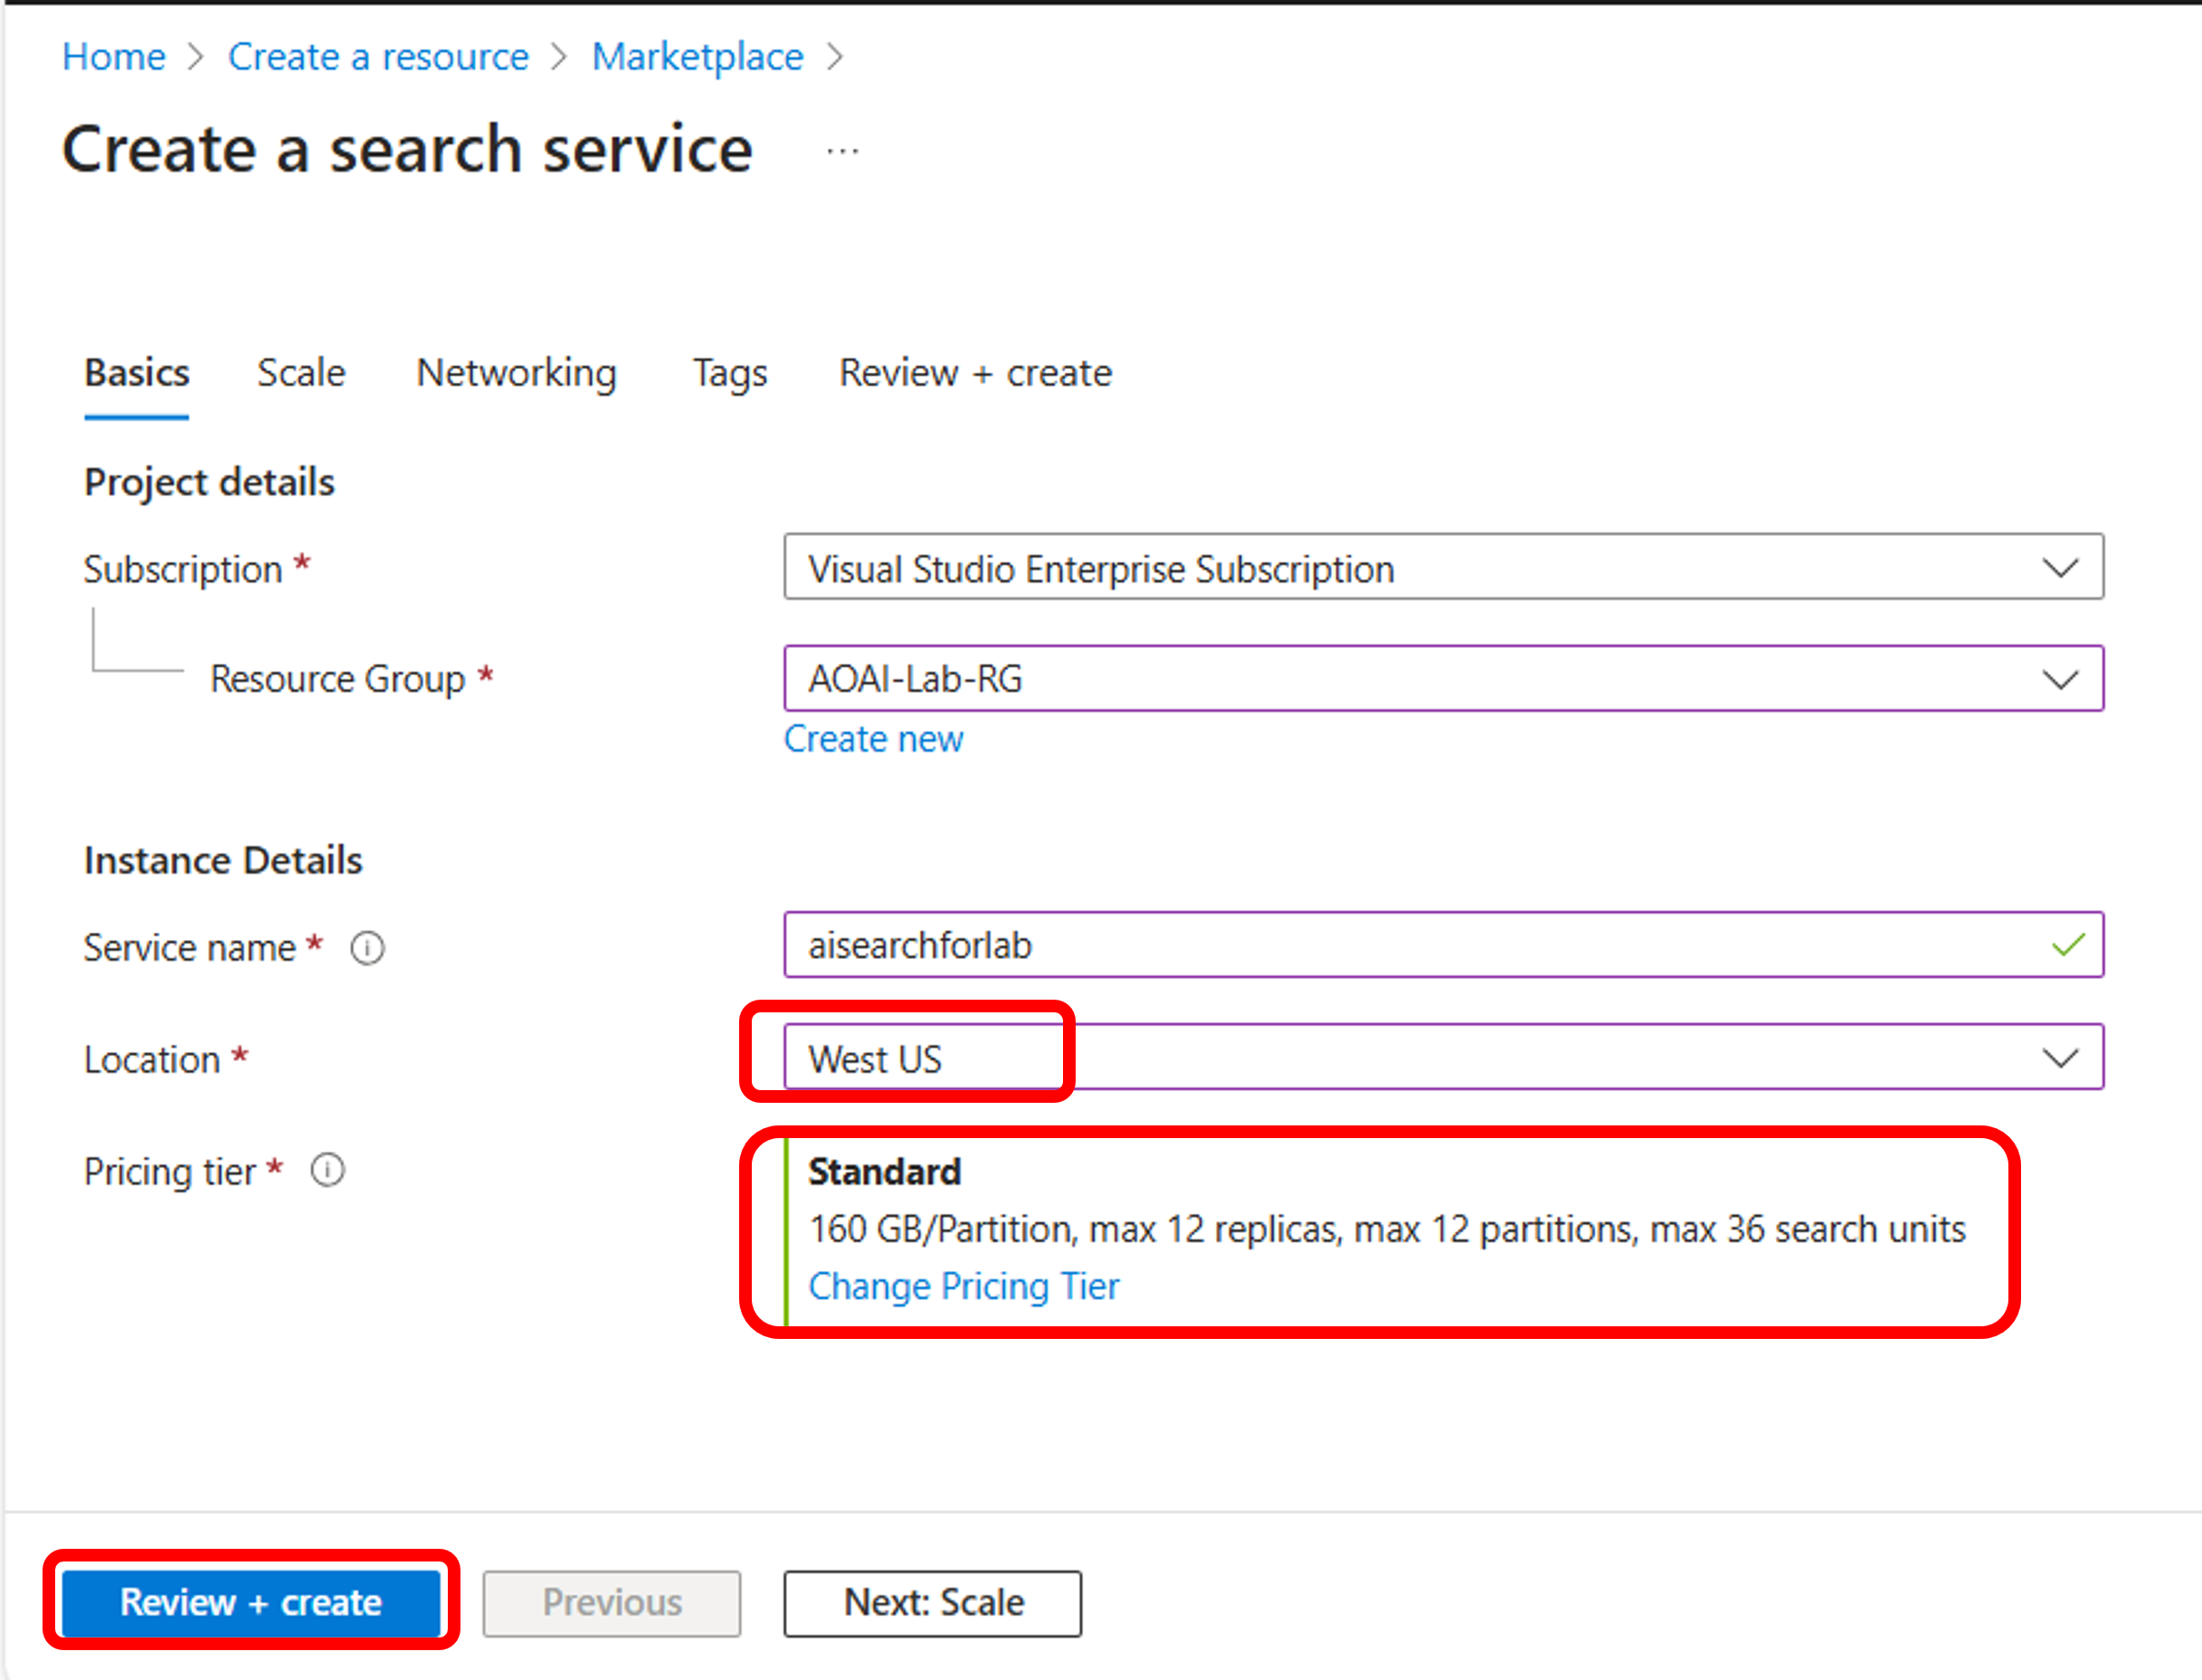 Home > Create a resource > Marketplace >
Create a search service ...
Basics Scale Networking Tags Review + create
Project details
Subscription * Visual Studio Enterprise Subscription
Resource Group * AOAI-Lab-RG
Create new
Instance Details
Service name * aisearchforlab
Location * West US
Pricing tier * Standard
160 GB/Partition, max 12 replicas, max 12 partitions, max 36 search units
Change Pricing Tier
Review + create Previous Next: Scale